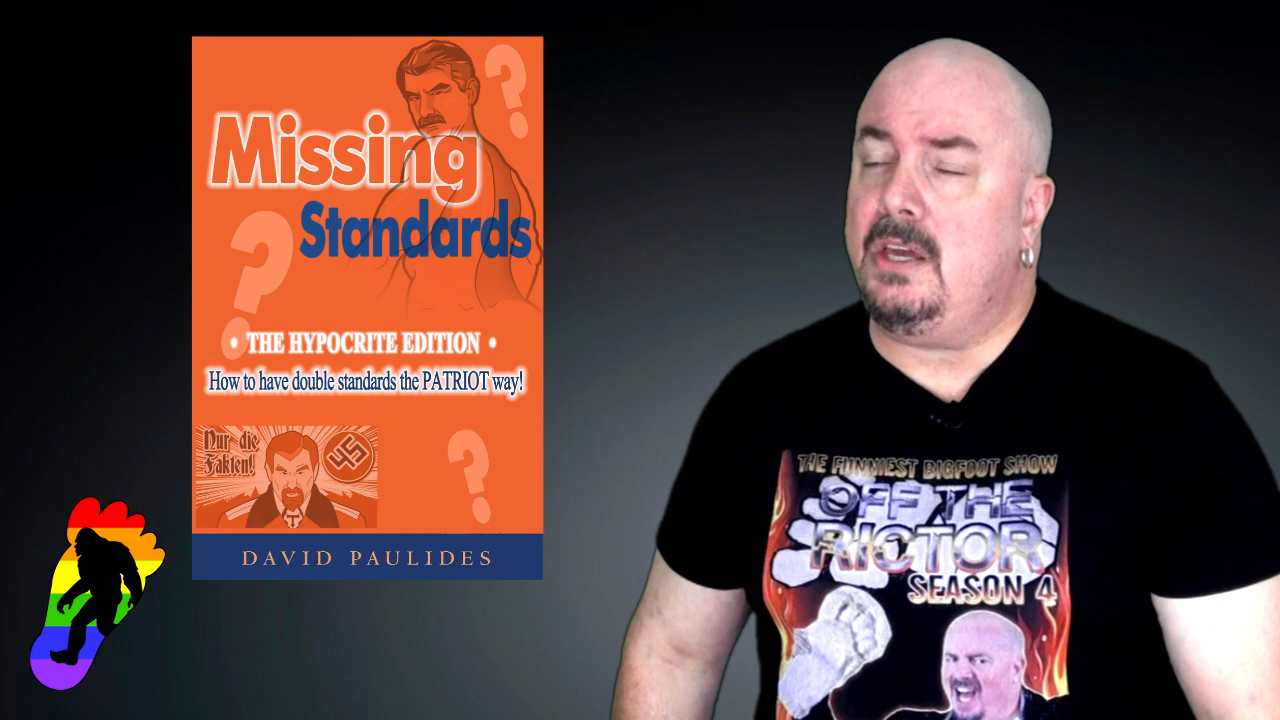 Missing
Standards
• THE HYPOCRITE EDITION •
How to have double standards the PATRIOT way!
Nur die
Fakten!
DAVID PAULIDES
THE FUNNIEST BIGFOOT SHOW
OFF THE
RICTOR
SEASON 4